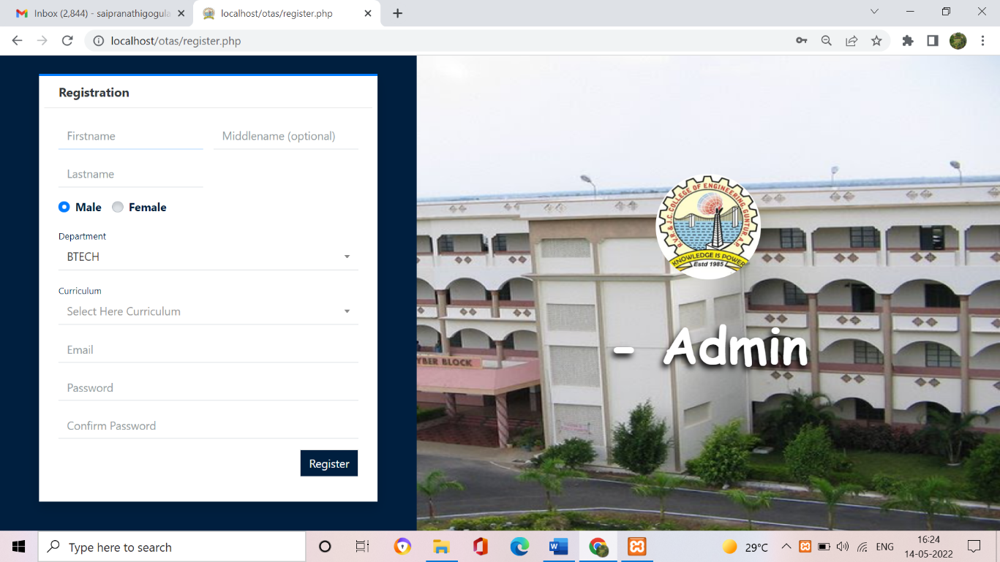 Inbox (2,844) - saipranathigogula
localhost/otas/register.php
localhost/otas/register.php
Registration
Firstname
Middlename (optional)
Lastname
Male
Female
Department
BTECH
Curriculum
Select Here Curriculum
Email
Password
Confirm Password
Register
R.V.R. & J.C. COLLEGE OF ENGINEERING, GUNTUR A.P.
KNOWLEDGE IS POWER
Estd 1985
- Admin
YBER BLOCK
Type here to search
29°C
ENG
16:24
14-05-2022